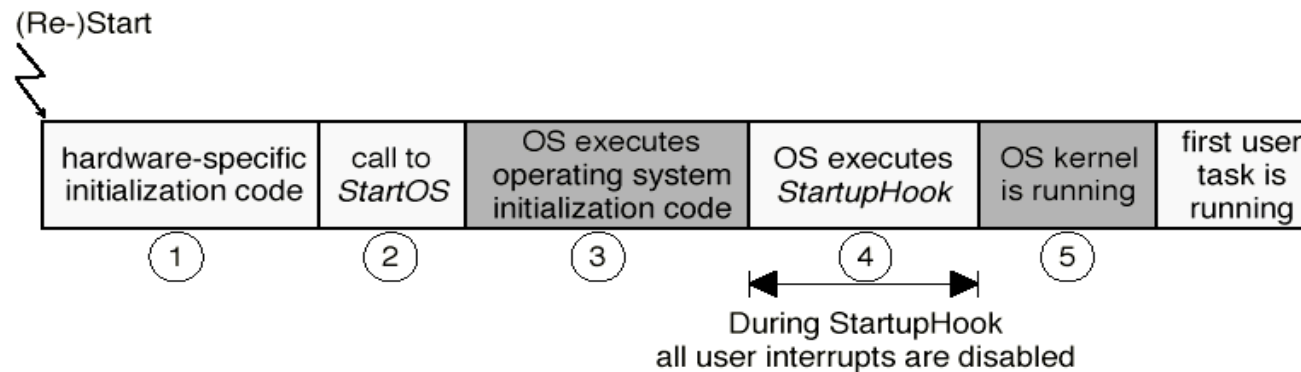 (Re-)Start
hardware-specific
initialization code
call to
StartOS
OS executes
operating system
initialization code
OS executes
StartupHook
OS kernel
is running
first user
task is
running
1
2
3
4
5
During StartupHook
all user interrupts are disabled